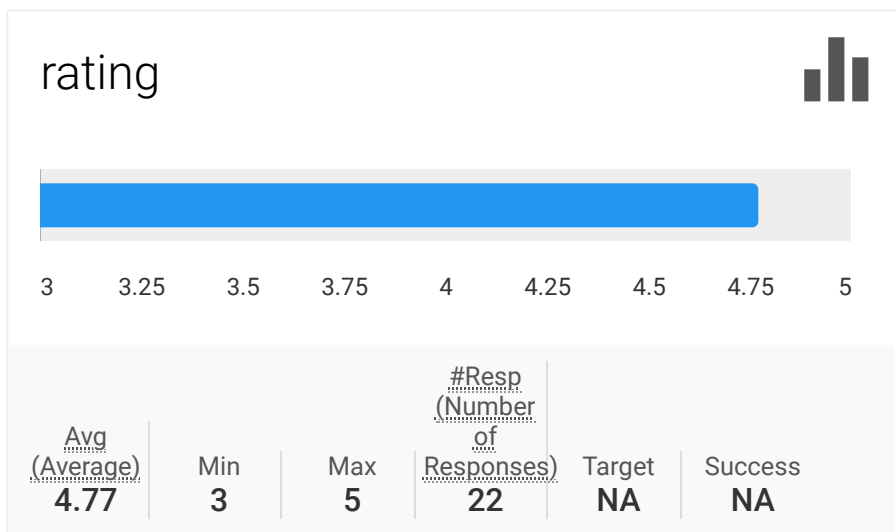 rating
3 3.25 3.5 3.75 4 4.25 4.5 4.75 5
Avg
(Average)
4.77
Min
3
Max
5
#Resp
(Number
of
Responses)
22
Target
NA
Success
NA